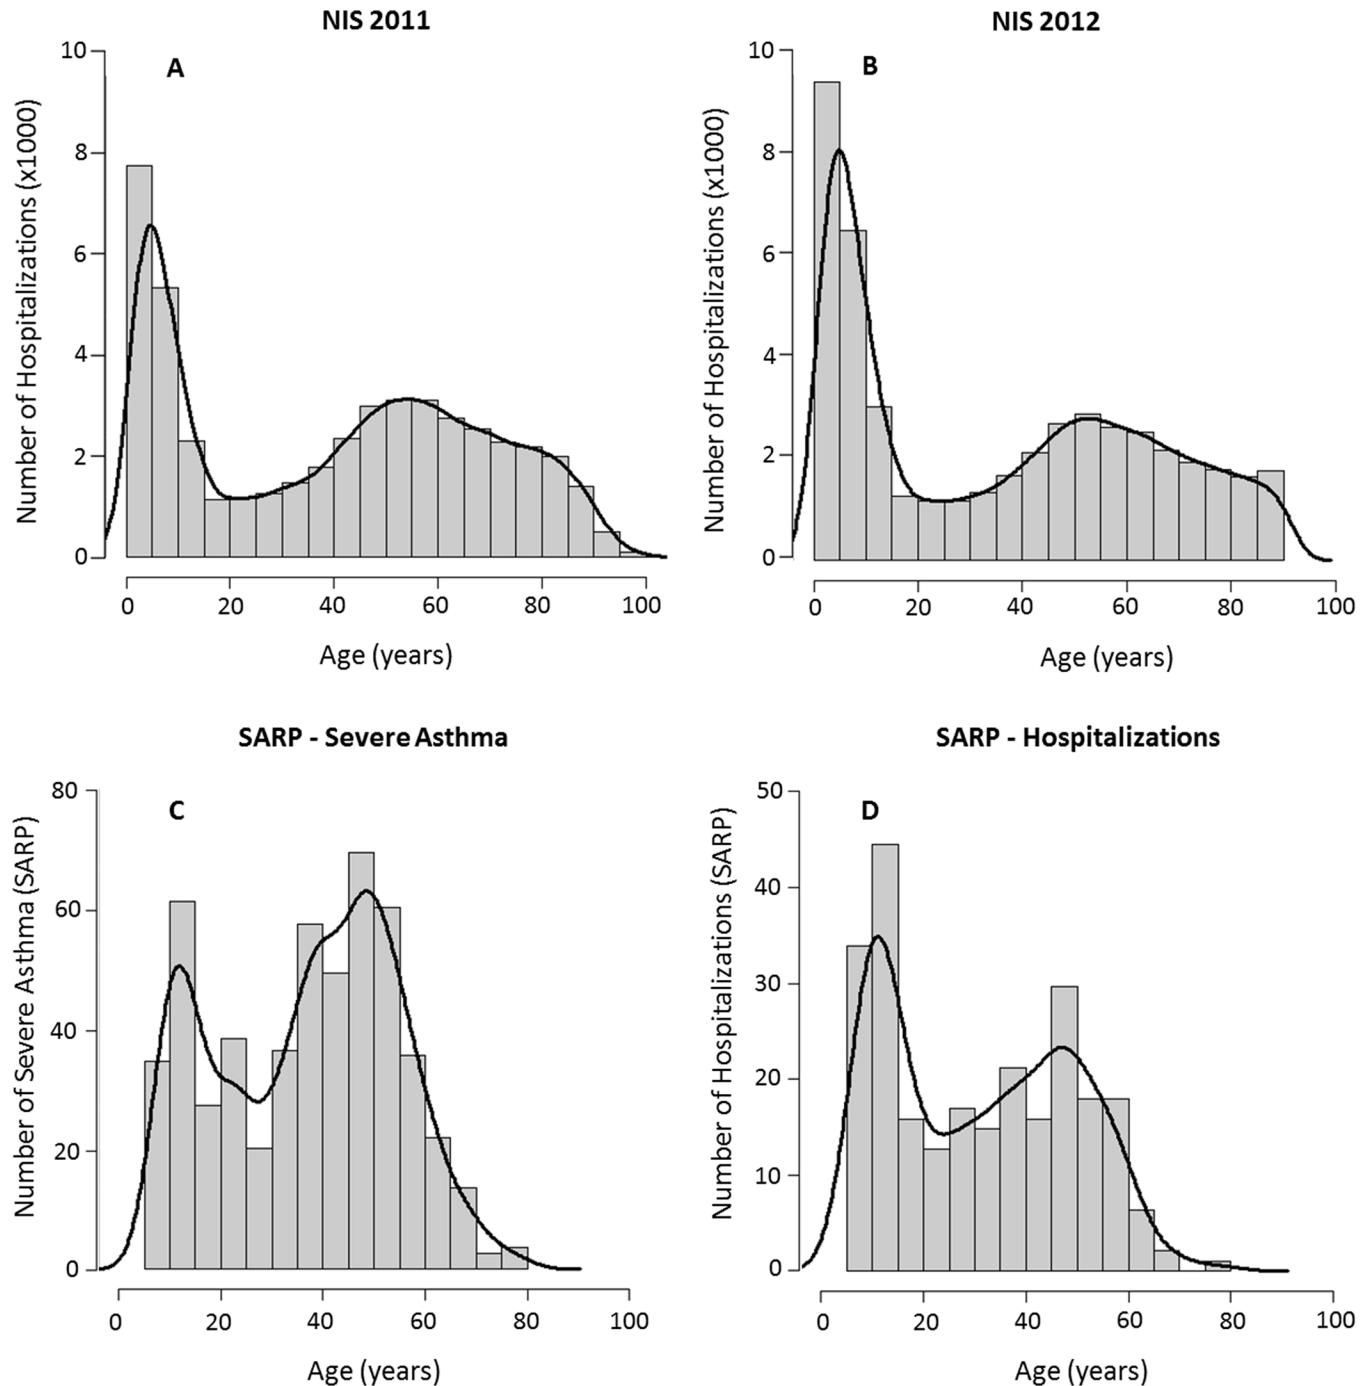 NIS 2011
A
Number of Hospitalizations (x1000)
10
8
6
4
2
0
0 20 40 60 80 100
Age (years)
NIS 2012
B
Number of Hospitalizations (x1000)
10
8
6
4
2
0
0 20 40 60 80 100
Age (years)
SARP - Severe Asthma
C
Number of Severe Asthma (SARP)
80
60
40
20
0
0 20 40 60 80 100
Age (years)
SARP - Hospitalizations
D
Number of Hospitalizations (SARP)
50
40
30
20
10
0
0 20 40 60 80 100
Age (years)